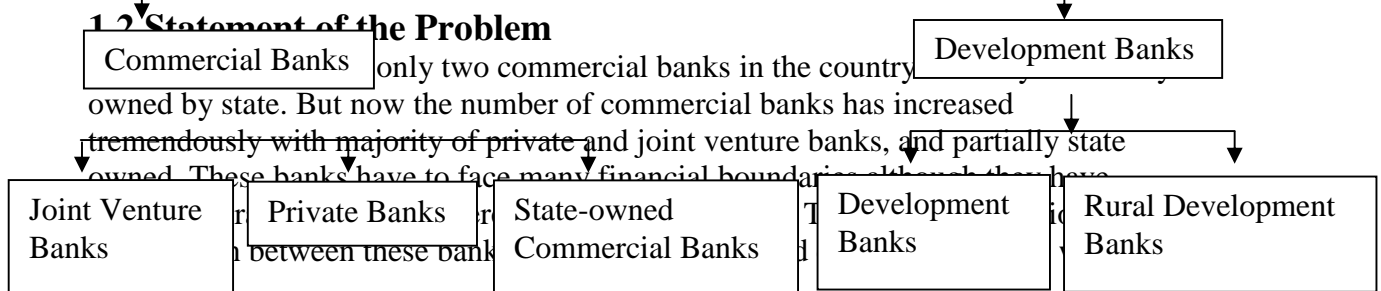 1.2 Statement of the Problem
Commercial Banks
Development Banks
only two commercial banks in the country
owned by state. But now the number of commercial banks has increased
tremendously with majority of private and joint venture banks, and partially state
owned. These banks have to face many financial boundaries although they have
Joint Venture
Banks
Private Banks
State-owned
Commercial Banks
Development
Banks
Rural Development
Banks
between these